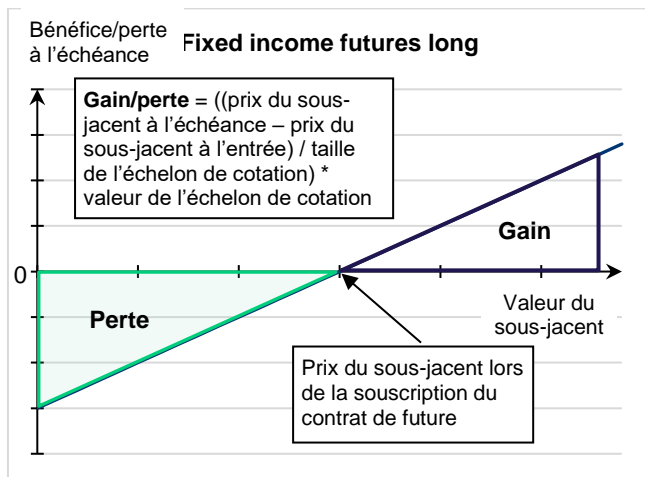 Bénéfice/perte
à l’échéance
Fixed income futures long
Gain/perte = ((prix du sous-
jacent à l’échéance – prix du
sous-jacent à l’entrée) / taille
de l’échelon de cotation) *
valeur de l’échelon de cotation
Gain
0
Perte
Valeur du
sous-jacent
Prix du sous-jacent lors
de la souscription du
contrat de future